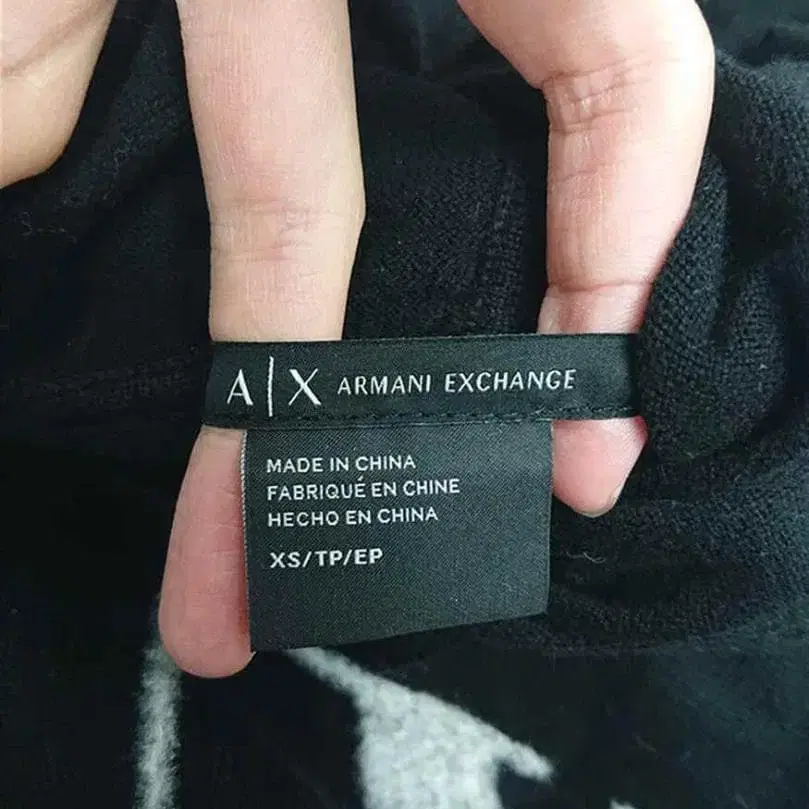 A|X ARMANI EXCHANGE
MADE IN CHINA
FABRIQUÉ EN CHINE
HECHO EN CHINA
XS/TP/EP